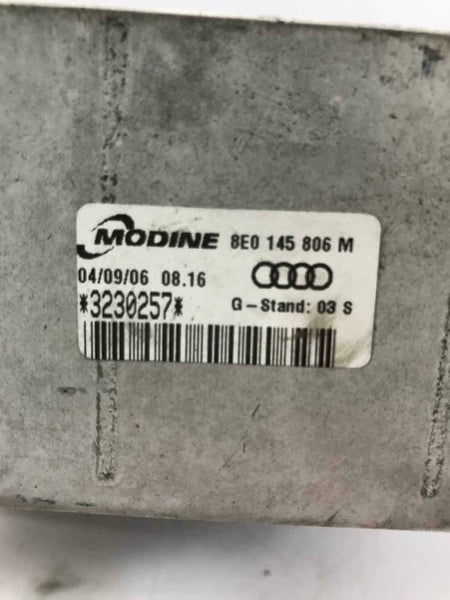 MODINE 8E0 145 806 M
04/09/06 08.16
*3230257* G-Stand: 03 S